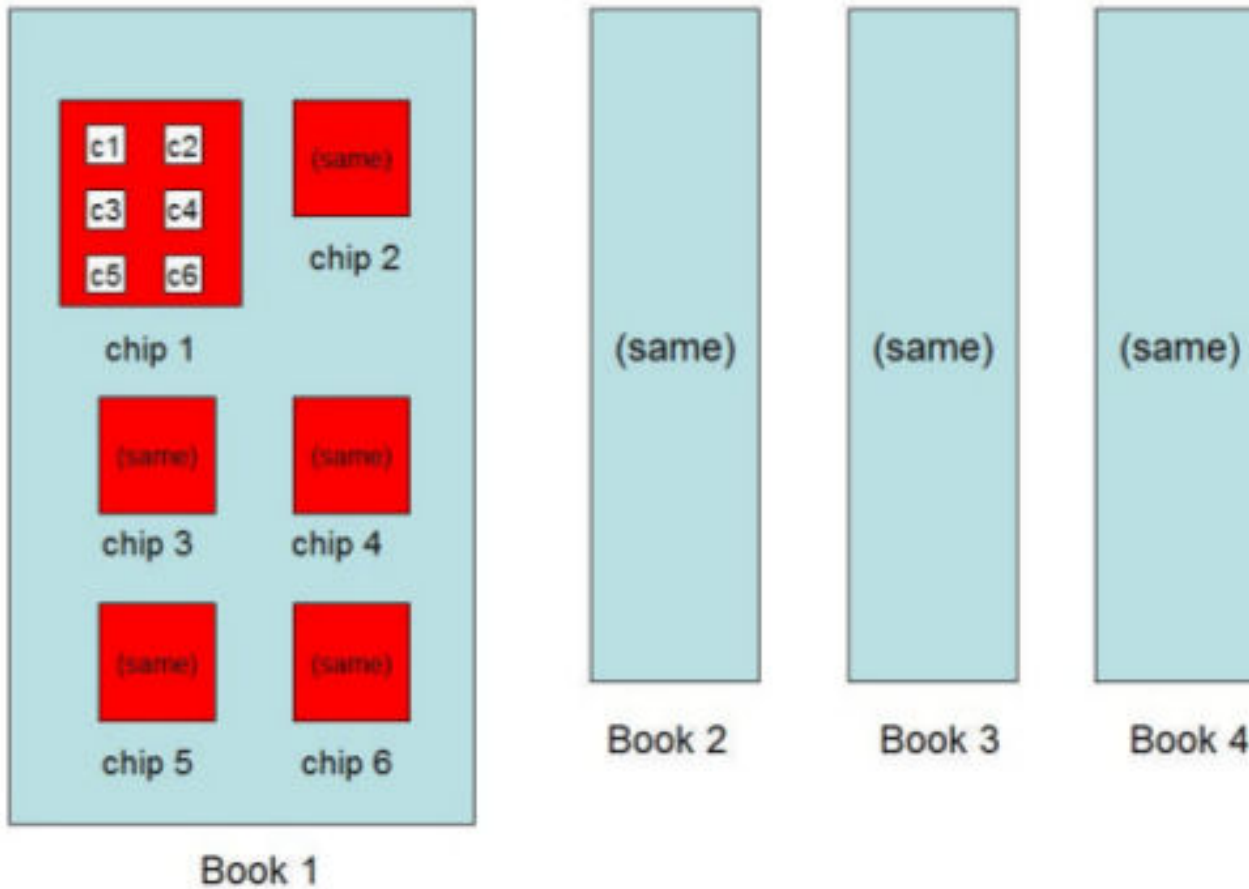 c1 c2
c3 c4
c5 c6
chip 1
(same)
chip 2
(same)
chip 3
(same)
chip 4
(same)
chip 5
(same)
chip 6
Book 1
(same)
Book 2
(same)
Book 3
(same)
Book 4